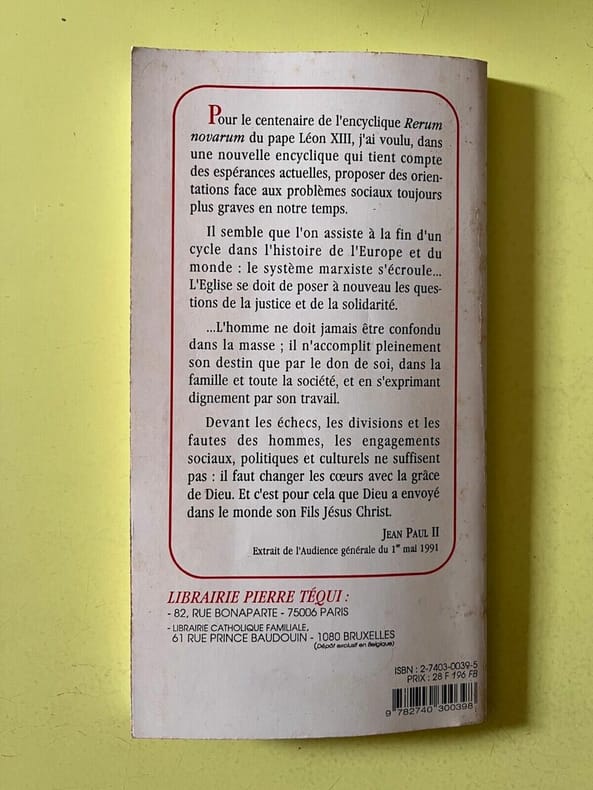 Pour le centenaire de l'encyclique Rerum
novarum du pape Léon XIII, j'ai voulu, dans
une nouvelle encyclique qui tient compte
des espérances actuelles, proposer des orien-
tations face aux problèmes sociaux toujours
plus graves en notre temps.
Il semble que l'on assiste à la fin d'un
cycle dans l'histoire de l'Europe et du
monde : le système marxiste s'écroule...
L'Eglise se doit de poser à nouveau les ques-
tions de la justice et de la solidarité.
...L'homme ne doit jamais être confondu
dans la masse ; il n'accomplit pleinement
son destin que par le don de soi, dans la
famille et toute la société, et en s'exprimant
dignement par son travail.
Devant les échecs, les divisions et les
fautes des hommes, les engagements
sociaux, politiques et culturels ne suffisent
pas : il faut changer les cœurs avec la grâce
de Dieu. Et c'est pour cela que Dieu a envoyé
dans le monde son Fils Jésus Christ.
JEAN PAUL II
Extrait de l'Audience générale du 1er mai 1991
LIBRAIRIE PIERRE TÉQUI :
- 82, RUE BONAPARTE - 75006 PARIS
- LIBRAIRIE CATHOLIQUE FAMILIALE,
61 RUE PRINCE BAUDOUIN - 1080 BRUXELLES
(Dépôt exclusif en Belgique)
ISBN : 2-7403-0039-5
PRIX : 28 F 196 FB
9 782740 300398